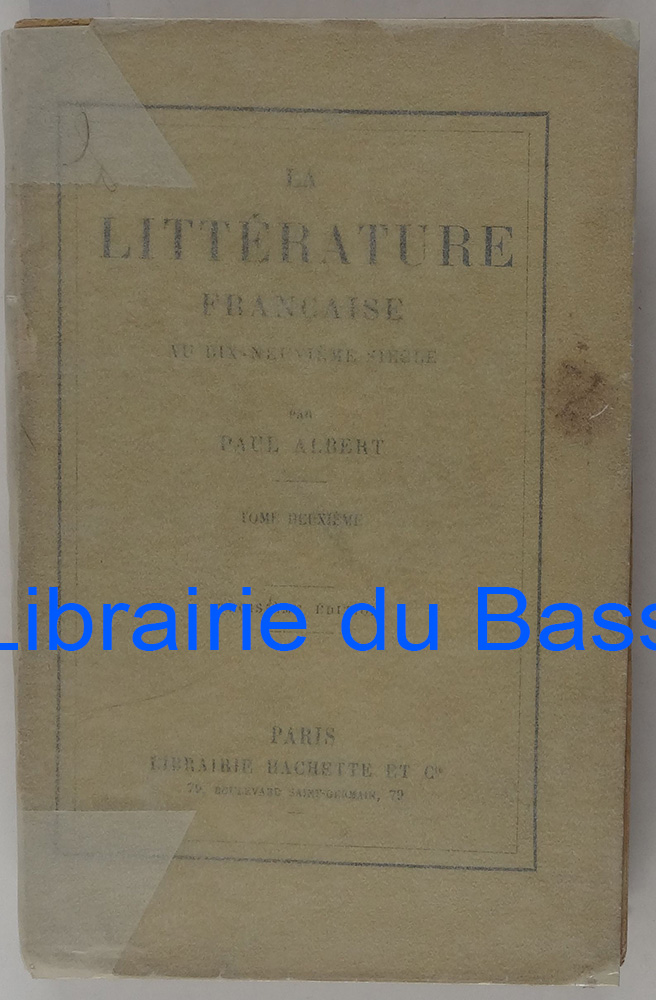 LA
LITTÉRATURE
FRANÇAISE
AU DIX-NEUVIÈME SIÈCLE
PAR
PAUL ALBERT
TOME DEUXIÈME
Librairie du Bass
PARIS
LIBRAIRIE HACHETTE ET Cie
79, BOULEVARD SAINT-GERMAIN, 79